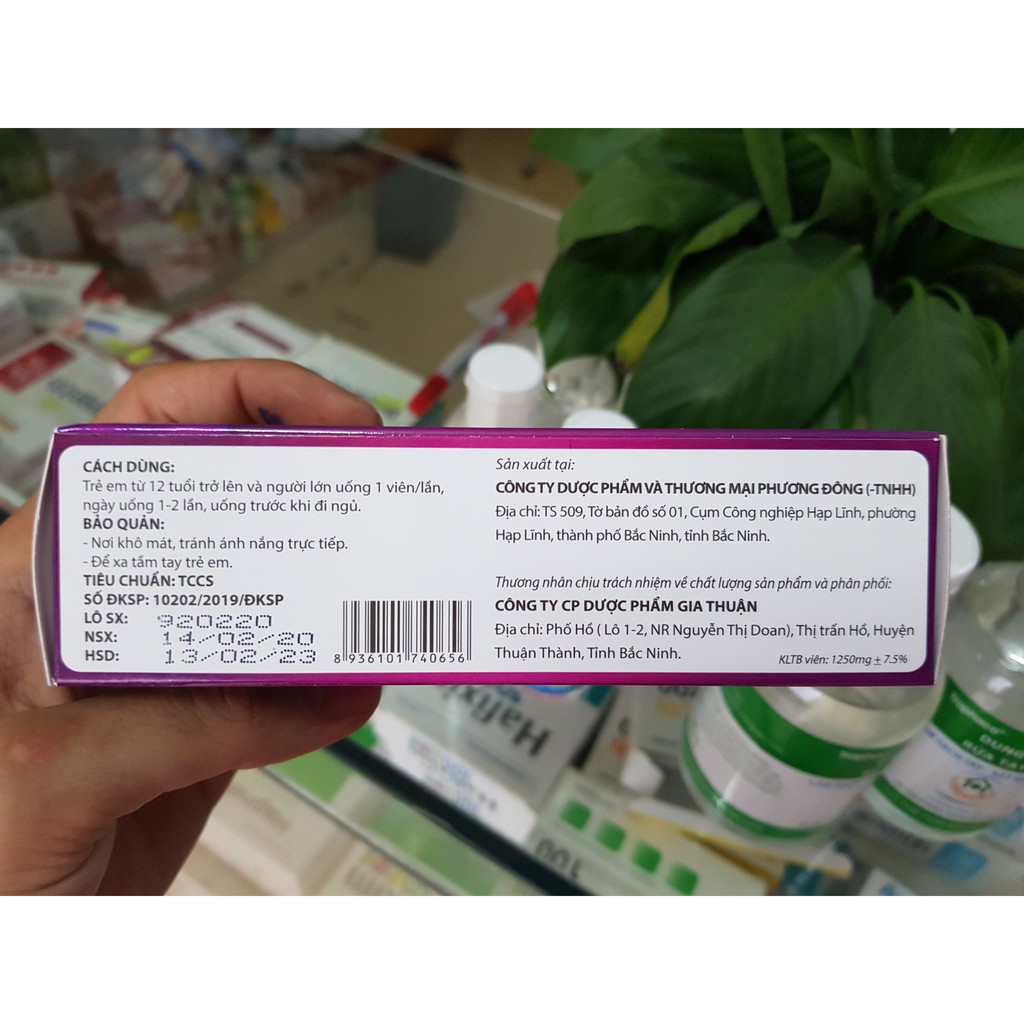 CÁCH DÙNG:
Trẻ em từ 12 tuổi trở lên và người lớn uống 1 viên/lần,
ngày uống 1-2 lần, uống trước khi đi ngủ.
BẢO QUẢN:
- Nơi khô mát, tránh ánh nắng trực tiếp.
- Để xa tầm tay trẻ em.
TIÊU CHUẨN: TCCS
SỐ ĐKSP: 10202/2019/ĐKSP
LÔ SX: 920220
NSX: 14/02/20
HSD: 13/02/23
8 936101 740656
Sản xuất tại:
CÔNG TY DƯỢC PHẨM VÀ THƯƠNG MẠI PHƯƠNG ĐÔNG (-TNHH)
Địa chỉ: TS 509, Tờ bản đồ số 01, Cụm Công nghiệp Hạp Lĩnh, phường
Hạp Lĩnh, thành phố Bắc Ninh, tỉnh Bắc Ninh.
Thương nhân chịu trách nhiệm về chất lượng sản phẩm và phân phối:
CÔNG TY CP DƯỢC PHẨM GIA THUẬN
Địa chỉ: Phố Hồ ( Lô 1-2, NR Nguyễn Thị Doan), Thị trấn Hồ, Huyện
Thuận Thành, Tỉnh Bắc Ninh.
KLTB viên: 1250mg ± 7.5%
Hafixim
100
DUNG
RỬA TAY